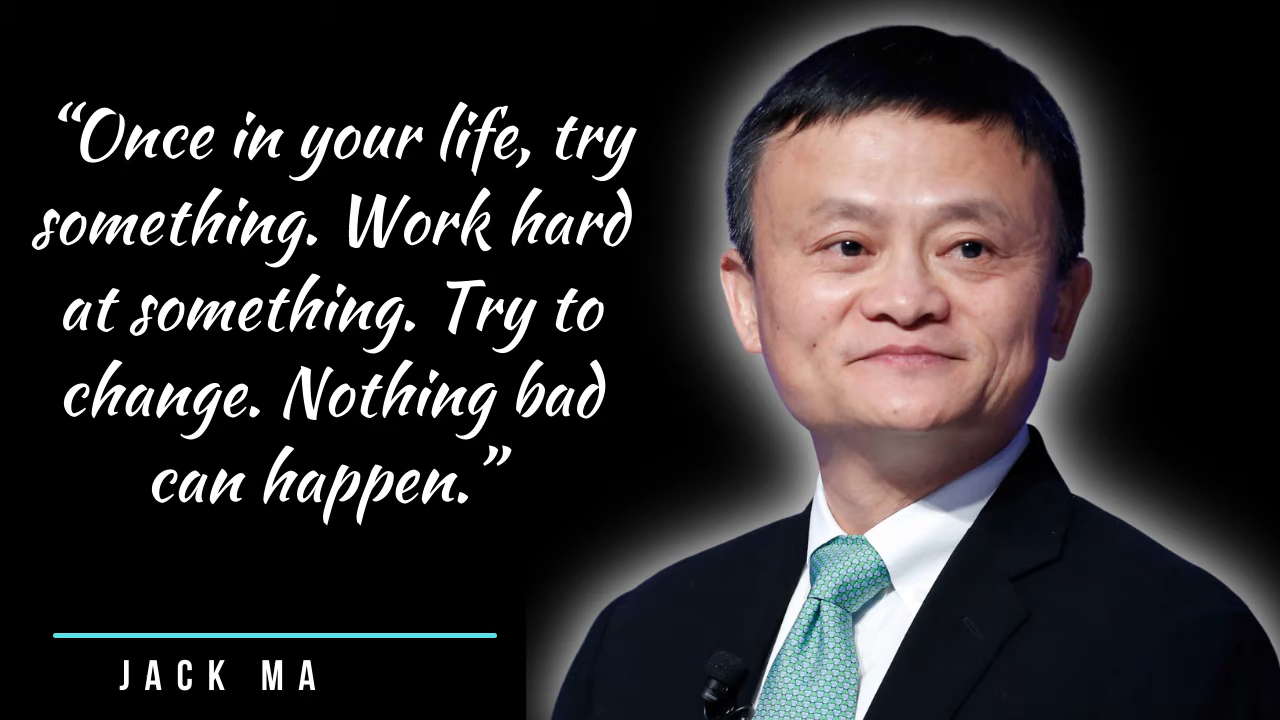 “Once in your life, try
something. Work hard
at something. Try to
change. Nothing bad
can happen.”
JACK MA